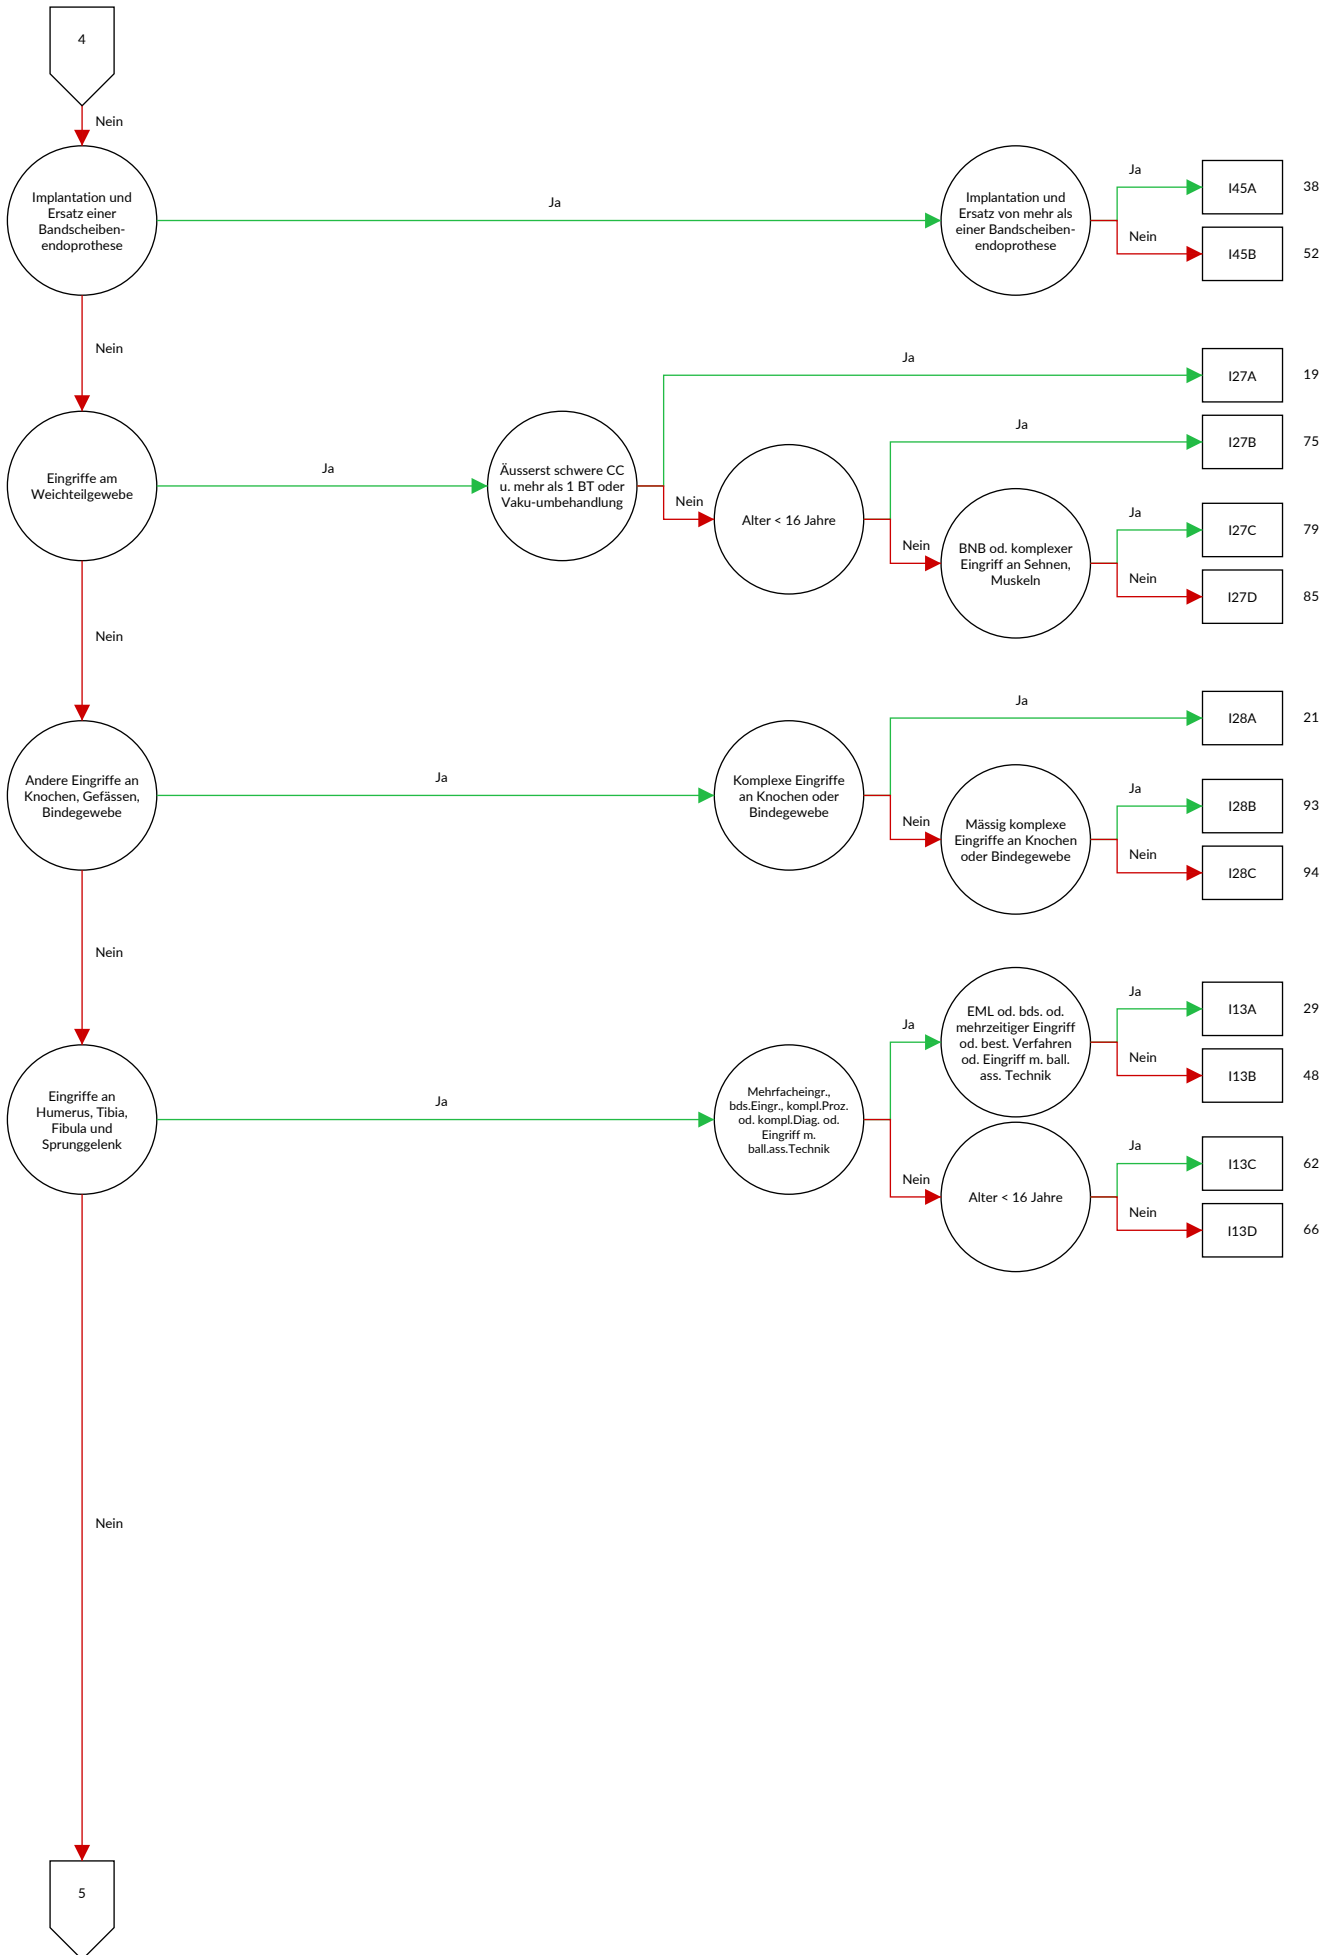 4
Nein
Implantation und
Ersatz einer
Bandscheiben-
endoprothese
Ja
Implantation und
Ersatz von mehr als
einer Bandscheiben-
endoprothese
Ja
I45A
38
Nein
I45B
52
Nein
Eingriffe am
Weichteilgewebe
Ja
Äusserst schwere CC
u. mehr als 1 BT oder
Vaku-umbehandlung
Ja
I27A
19
Nein
Alter < 16 Jahre
Ja
I27B
75
Nein
BNB od. komplexer
Eingriff an Sehnen,
Muskeln
Ja
I27C
79
Nein
I27D
85
Nein
Andere Eingriffe an
Knochen, Gefässen,
Bindegewebe
Ja
Komplexe Eingriffe
an Knochen oder
Bindegewebe
Ja
I28A
21
Nein
Mässig komplexe
Eingriffe an Knochen
oder Bindegewebe
Ja
I28B
93
Nein
I28C
94
Nein
Eingriffe an
Humerus, Tibia,
Fibula und
Sprunggelenk
Ja
Mehrfacheingr.,
bds.Eingr., kompl.Proz.
od. kompl.Diag. od.
Eingriff m.
ball.ass.Technik
Ja
EML od. bds. od.
mehrzeitiger Eingriff
od. best. Verfahren
od. Eingriff m. ball.
ass. Technik
Ja
I13A
29
Nein
I13B
48
Nein
Alter < 16 Jahre
Ja
I13C
62
Nein
I13D
66
Nein
5